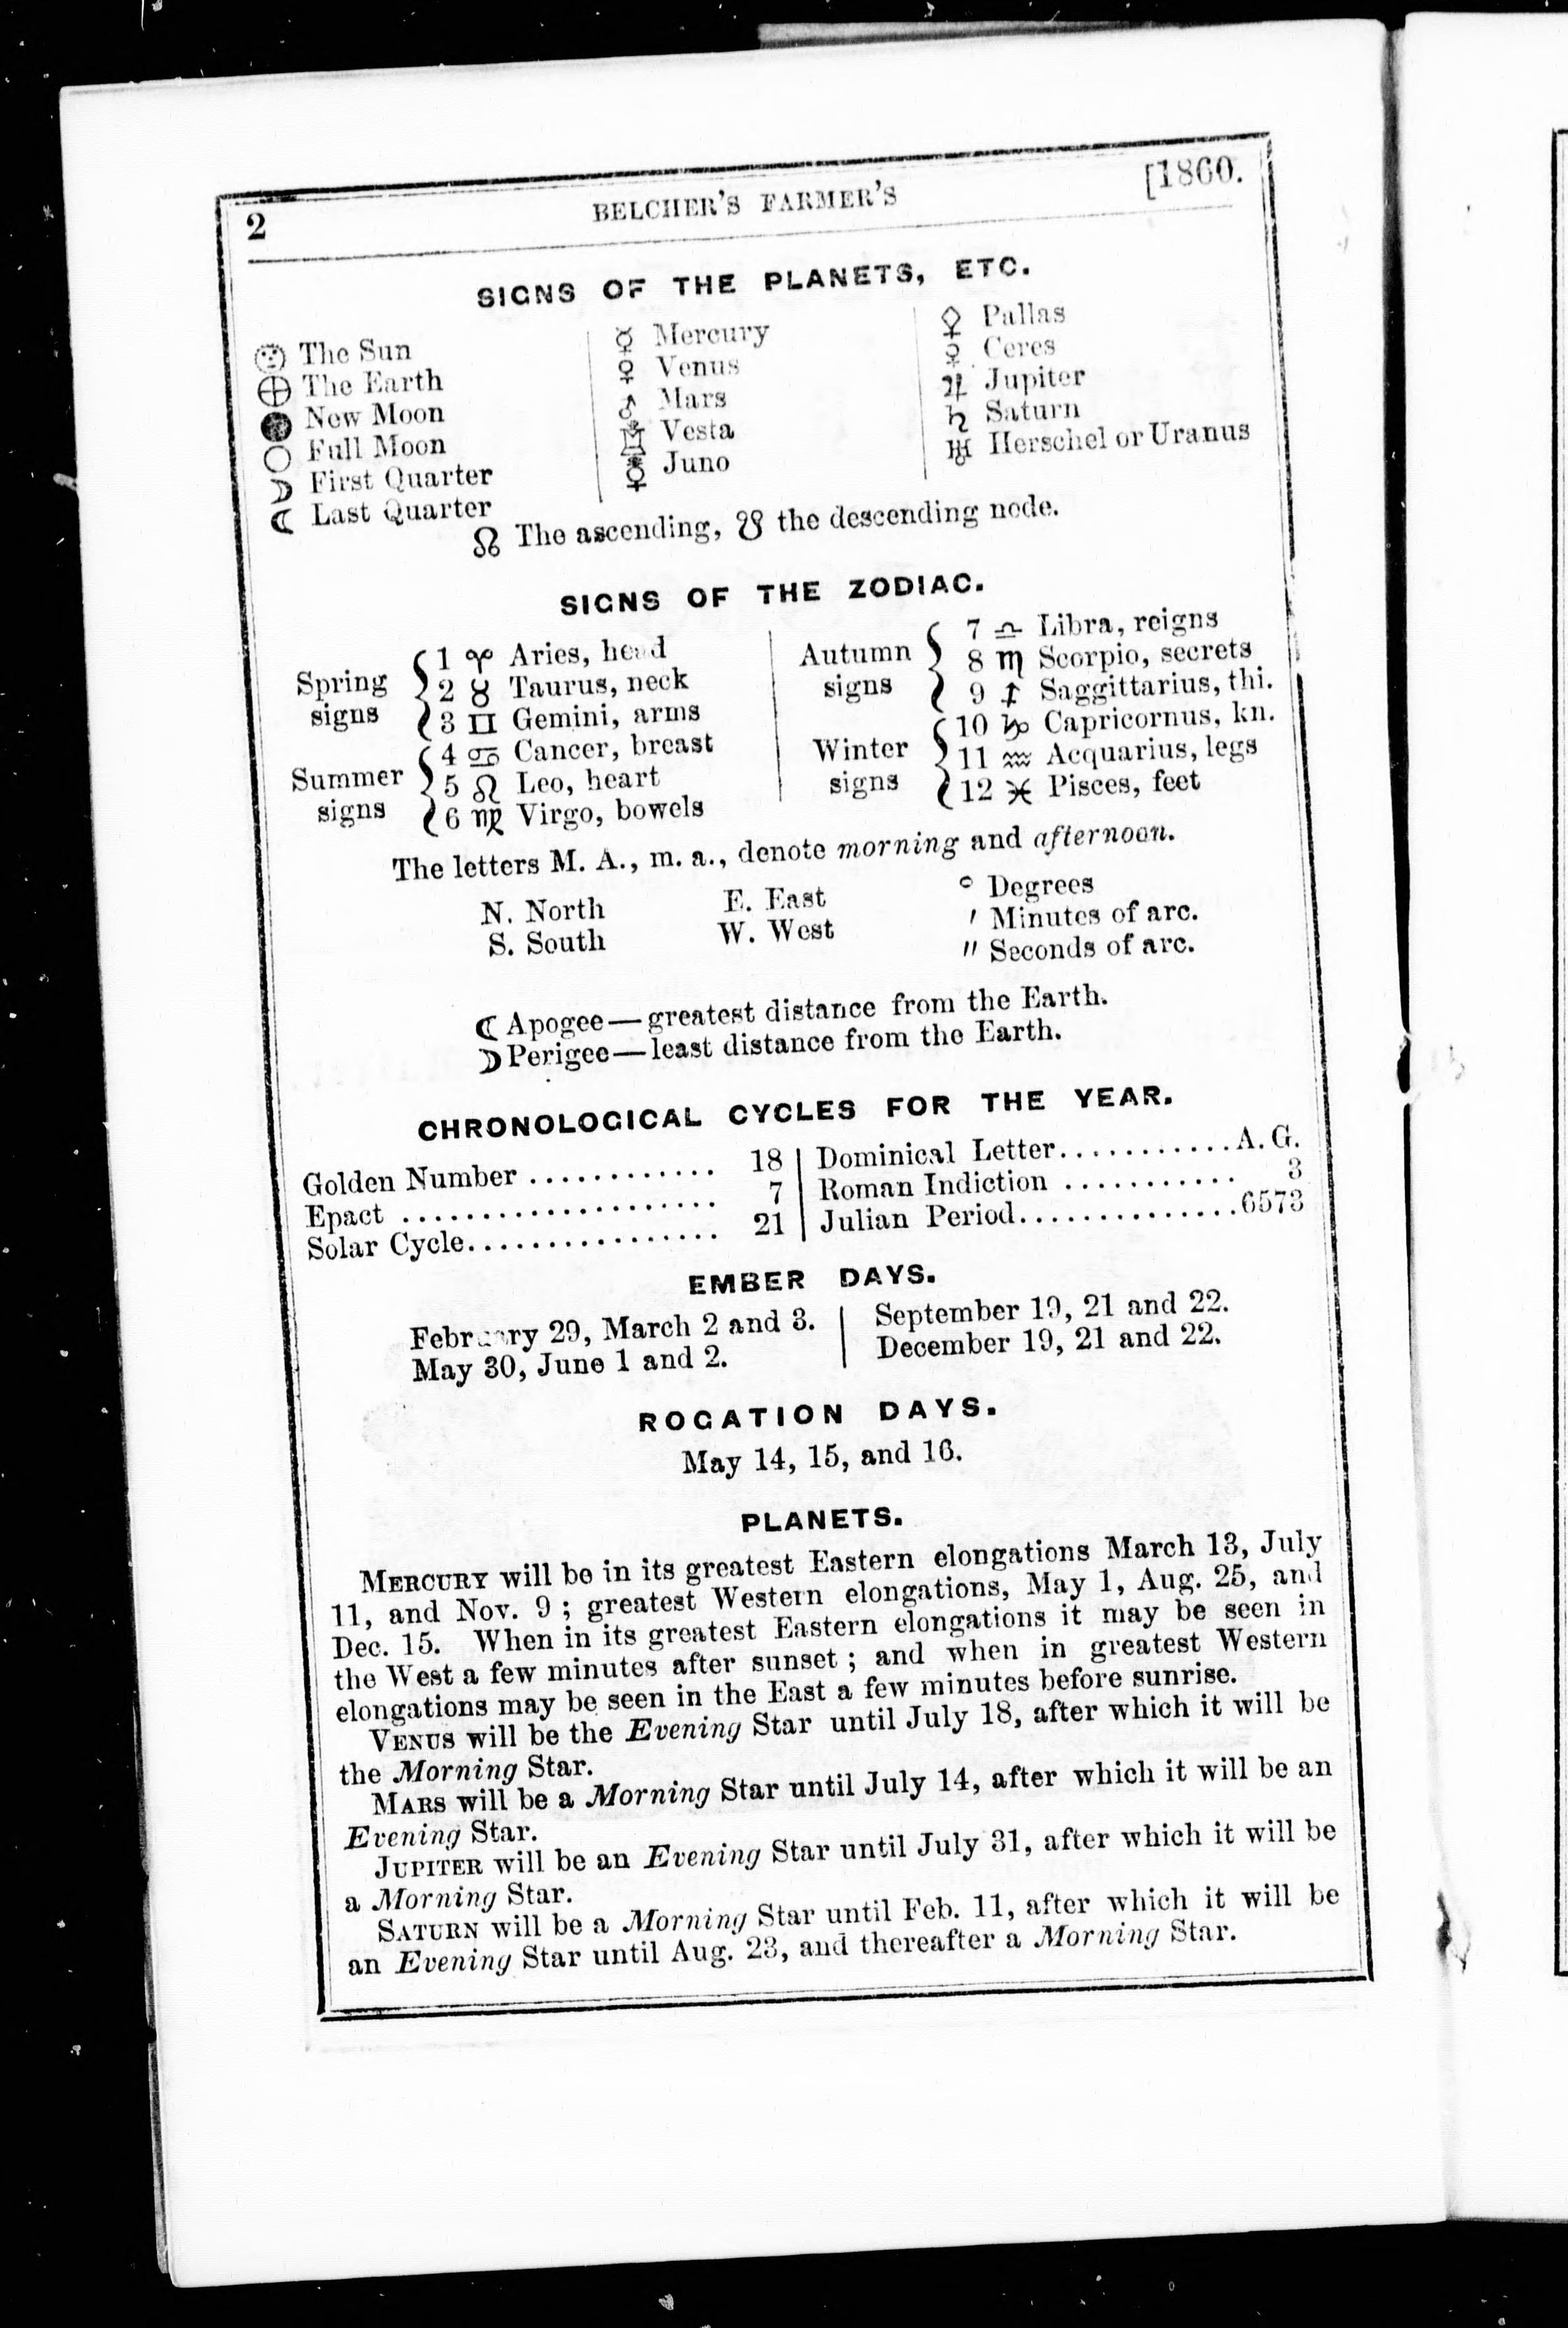 2 BELCHER'S FARMER'S [1860.
SIGNS OF THE PLANETS, ETC.
The Sun
⊕ The Earth
● New Moon
○ Full Moon
☽ First Quarter
☾ Last Quarter
☿ Mercury
♀ Venus
♂ Mars
⚶ Vesta
⚵ Juno
⚴ Pallas
⚳ Ceres
♃ Jupiter
♄ Saturn
♅ Herschel or Uranus
☊ The ascending, ☋ the descending node.
SIGNS OF THE ZODIAC.
Spring signs
1 ♈ Aries, head
2 ♉ Taurus, neck
3 ♊ Gemini, arms
Summer signs
4 ♋ Cancer, breast
5 ♌ Leo, heart
6 ♍ Virgo, bowels
Autumn signs
7 ♎ Libra, reigns
8 ♏ Scorpio, secrets
9 ♐ Saggittarius, thi.
Winter signs
10 ♑ Capricornus, kn.
11 ♒ Acquarius, legs
12 ♓ Pisces, feet
The letters M. A., m. a., denote morning and afternoon.
N. North E. East ° Degrees
S. South W. West ′ Minutes of arc.
″ Seconds of arc.
☾ Apogee—greatest distance from the Earth.
☽ Perigee—least distance from the Earth.
CHRONOLOGICAL CYCLES FOR THE YEAR.
Golden Number ............ 18
Epact .................... 7
Solar Cycle................ 21
Dominical Letter...........A. G.
Roman Indiction ........... 3
Julian Period..............6573
EMBER DAYS.
February 29, March 2 and 3.
May 30, June 1 and 2.
September 19, 21 and 22.
December 19, 21 and 22.
ROGATION DAYS.
May 14, 15, and 16.
PLANETS.
MERCURY will be in its greatest Eastern elongations March 13, July
11, and Nov. 9 ; greatest Western elongations, May 1, Aug. 25, and
Dec. 15. When in its greatest Eastern elongations it may be seen in
the West a few minutes after sunset ; and when in greatest Western
elongations may be seen in the East a few minutes before sunrise.
VENUS will be the Evening Star until July 18, after which it will be
the Morning Star.
MARS will be a Morning Star until July 14, after which it will be an
Evening Star.
JUPITER will be an Evening Star until July 31, after which it will be
a Morning Star.
SATURN will be a Morning Star until Feb. 11, after which it will be
an Evening Star until Aug. 23, and thereafter a Morning Star.